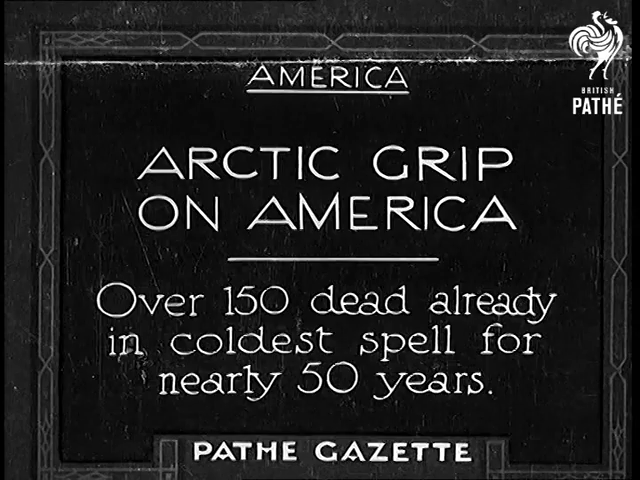 AMERICA
BRITISH
PATHÉ
ARCTIC GRIP
ON AMERICA
Over 150 dead already
in coldest spell for
nearly 50 years.
PATHE GAZETTE